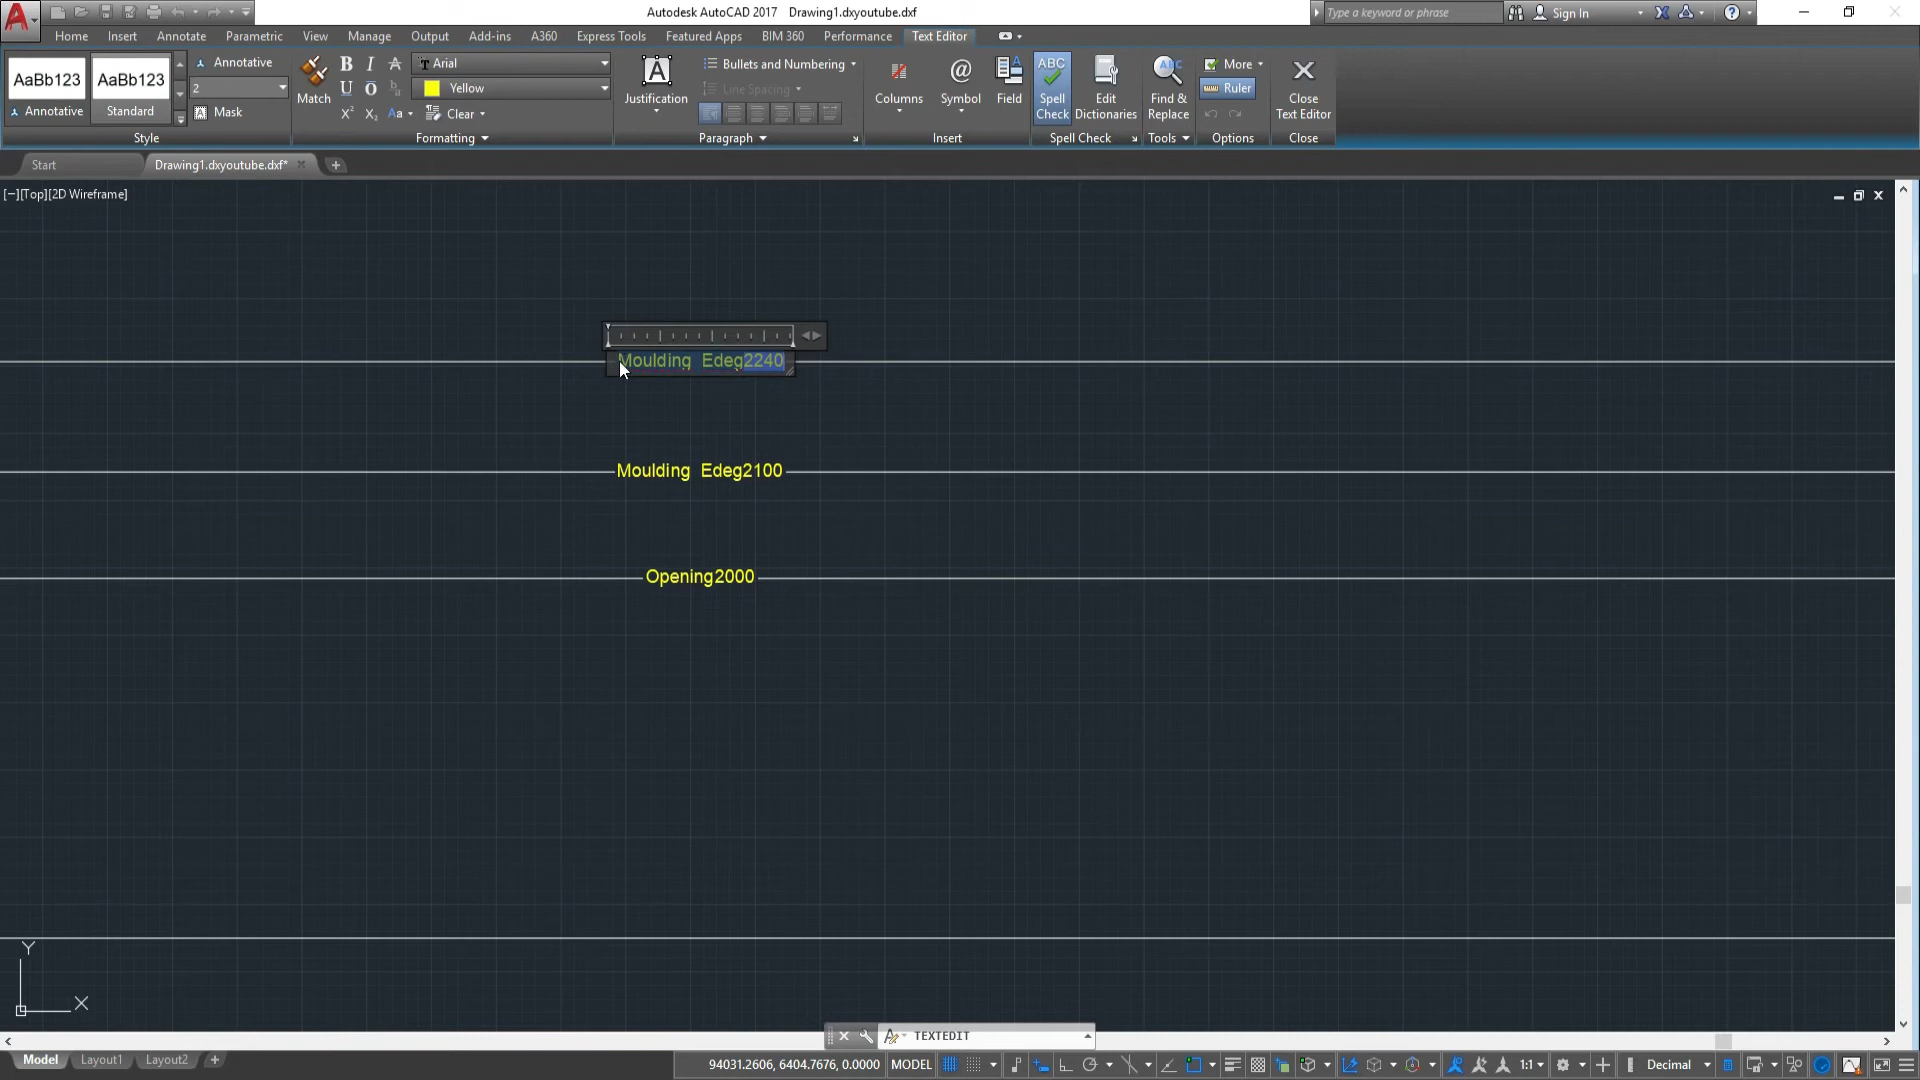 Autodesk AutoCAD 2017 Drawing1.dxyoutube.dxf
Type a keyword or phrase
Sign In
Home Insert Annotate Parametric View Manage Output Add-ins A360 Express Tools Featured Apps BIM 360 Performance Text Editor
AaBb123 AaBb123
Annotative Standard
Annotative
2
Mask
Style
Match
Arial
Yellow
Clear
Formatting
Justification
Bullets and Numbering
Line Spacing
Paragraph
Columns Symbol Field
Insert
ABC
Spell Check
Edit Dictionaries
Spell Check
ABC
Find & Replace
Tools
More
Ruler
Options
Close Text Editor
Close
Start Drawing1.dxyoutube.dxf*
[−][Top][2D Wireframe]
Moulding Edeg2240
Moulding Edeg2100
Opening2000
Y
X
TEXTEDIT
Model Layout1 Layout2
94031.2606, 6404.7676, 0.0000 MODEL
1:1
Decimal